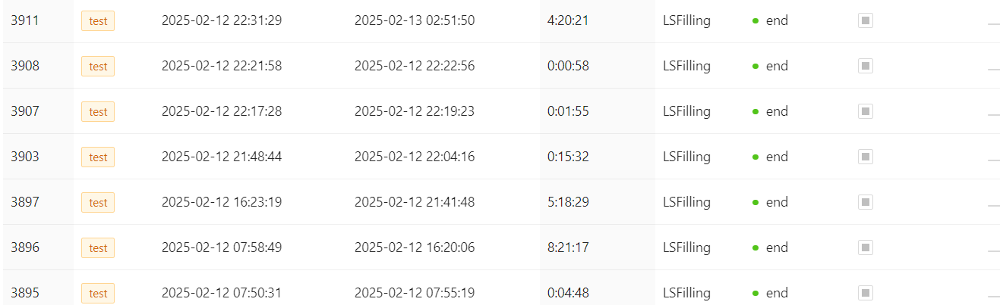 3911 test 2025-02-12 22:31:29 2025-02-13 02:51:50 4:20:21 LSFilling end
3908 test 2025-02-12 22:21:58 2025-02-12 22:22:56 0:00:58 LSFilling end
3907 test 2025-02-12 22:17:28 2025-02-12 22:19:23 0:01:55 LSFilling end
3903 test 2025-02-12 21:48:44 2025-02-12 22:04:16 0:15:32 LSFilling end
3897 test 2025-02-12 16:23:19 2025-02-12 21:41:48 5:18:29 LSFilling end
3896 test 2025-02-12 07:58:49 2025-02-12 16:20:06 8:21:17 LSFilling end
3895 test 2025-02-12 07:50:31 2025-02-12 07:55:19 0:04:48 LSFilling end